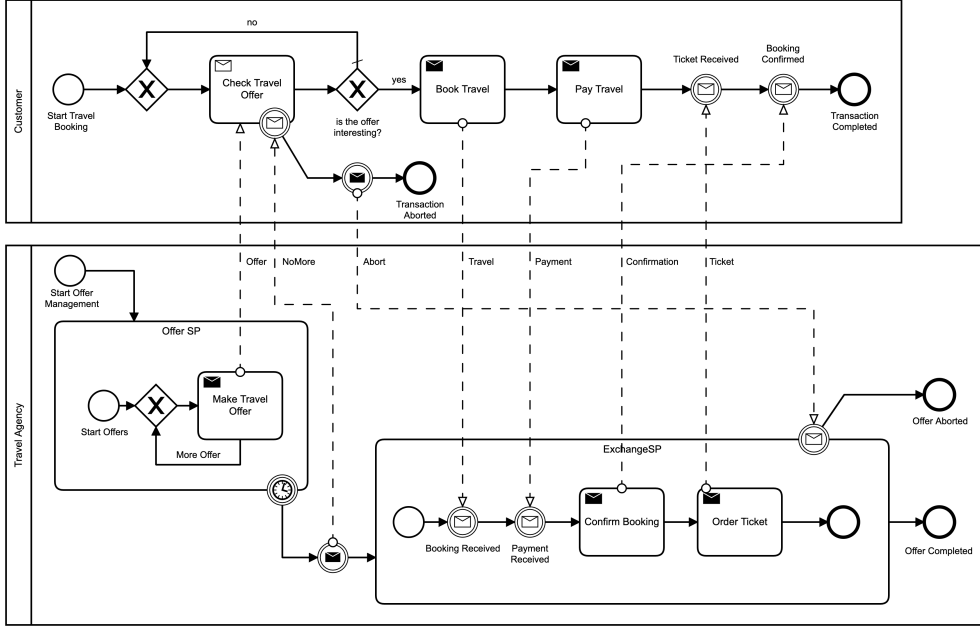 Customer
no
Start Travel
Booking
Check Travel
Offer
is the offer
interesting?
yes
Book Travel
Pay Travel
Ticket Received
Booking
Confirmed
Transaction
Completed
Transaction
Aborted
Travel Agency
Offer
NoMore
Abort
Travel
Payment
Confirmation
Ticket
Start Offer
Management
Offer SP
Start Offers
Make Travel
Offer
More Offer
ExchangeSP
Booking Received
Payment
Received
Confirm Booking
Order Ticket
Offer Aborted
Offer Completed